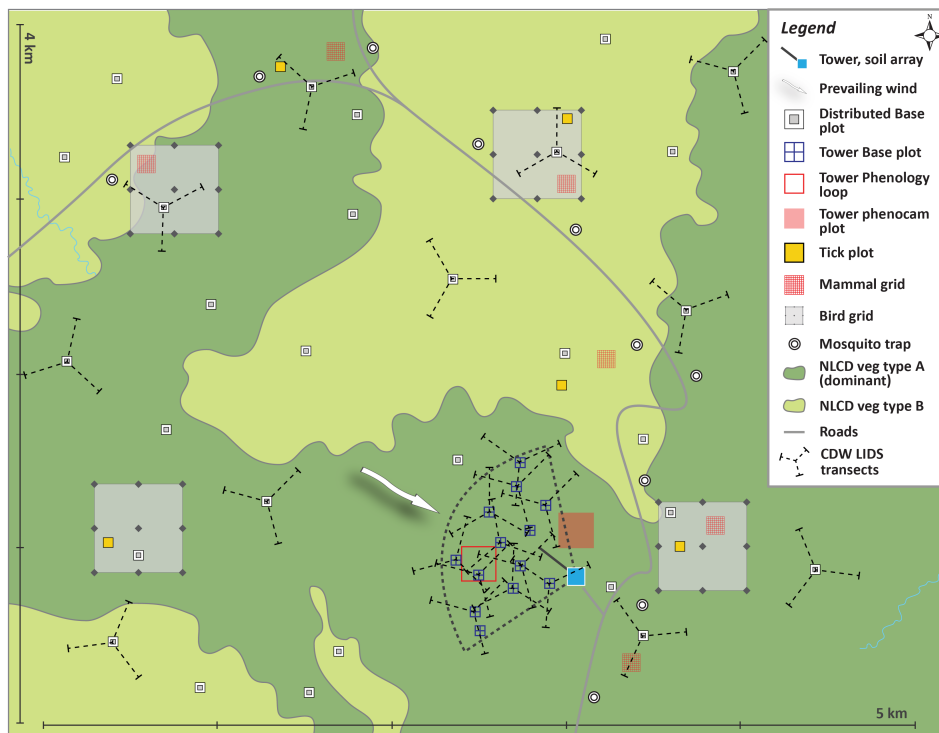 4 km
Legend
N
Tower, soil array
Prevailing wind
Distributed Base
plot
Tower Base plot
Tower Phenology
loop
Tower phenocam
plot
Tick plot
Mammal grid
Bird grid
Mosquito trap
NLCD veg type A
(dominant)
NLCD veg type B
Roads
CDW LIDS
transects
5 km